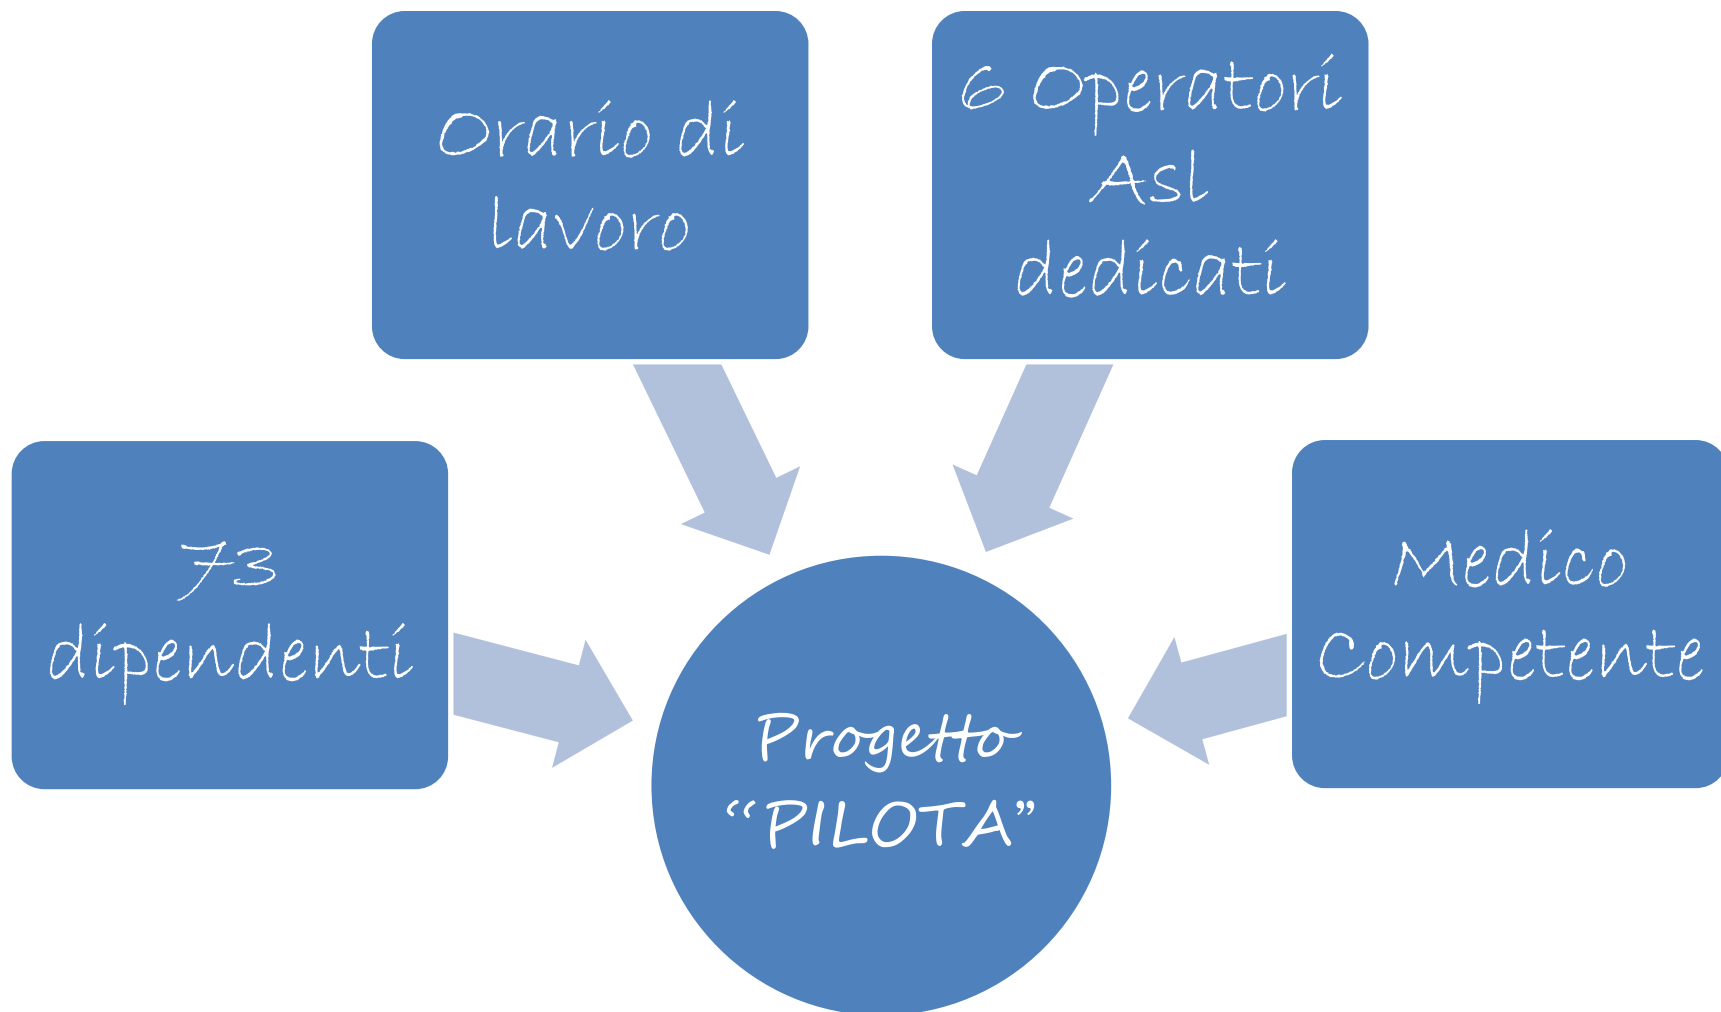 Orario di
lavoro
6 Operatori
Asl
dedicati
73
dipendenti
Medico
Competente
Progetto
“PILOTA”